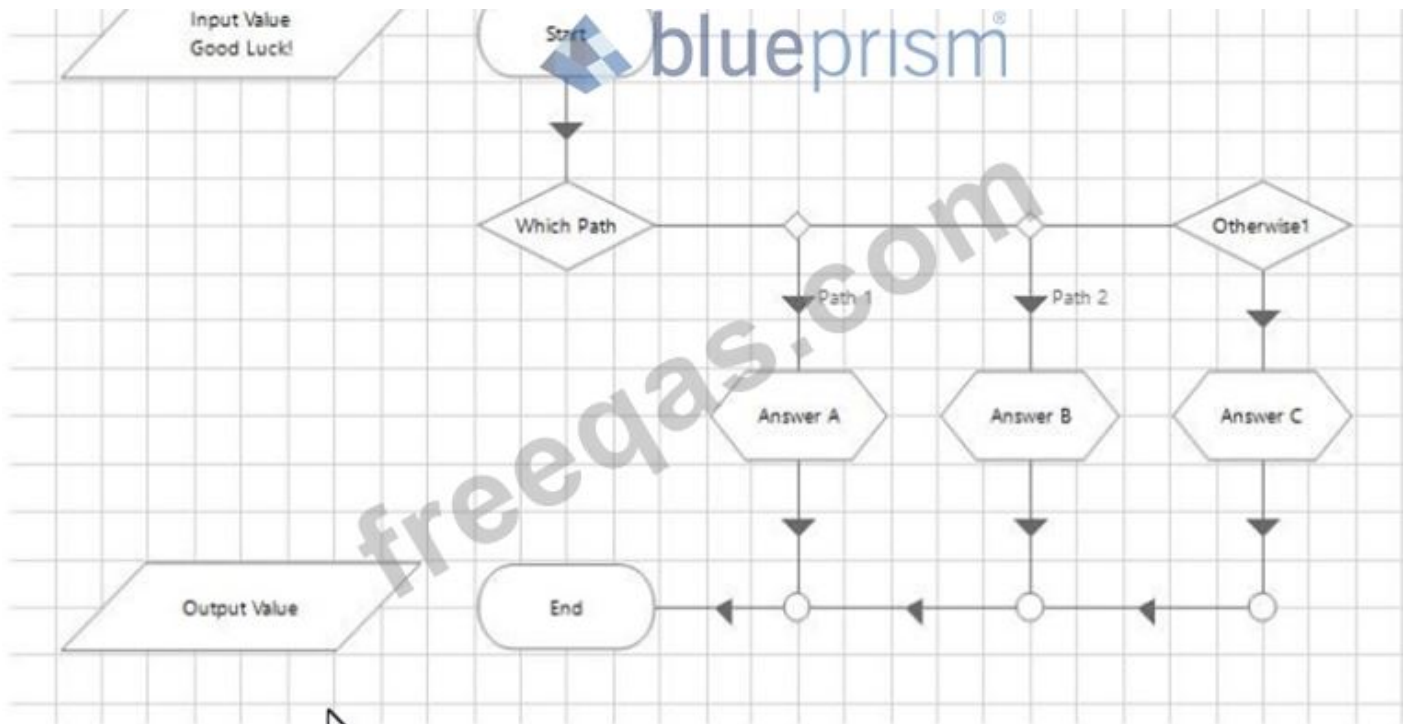 Input Value
Good Luck!
Start
blueprism®
Which Path
Otherwise1
Path 1
Path 2
Answer A
Answer B
Answer C
freeqas.com
Output Value
End